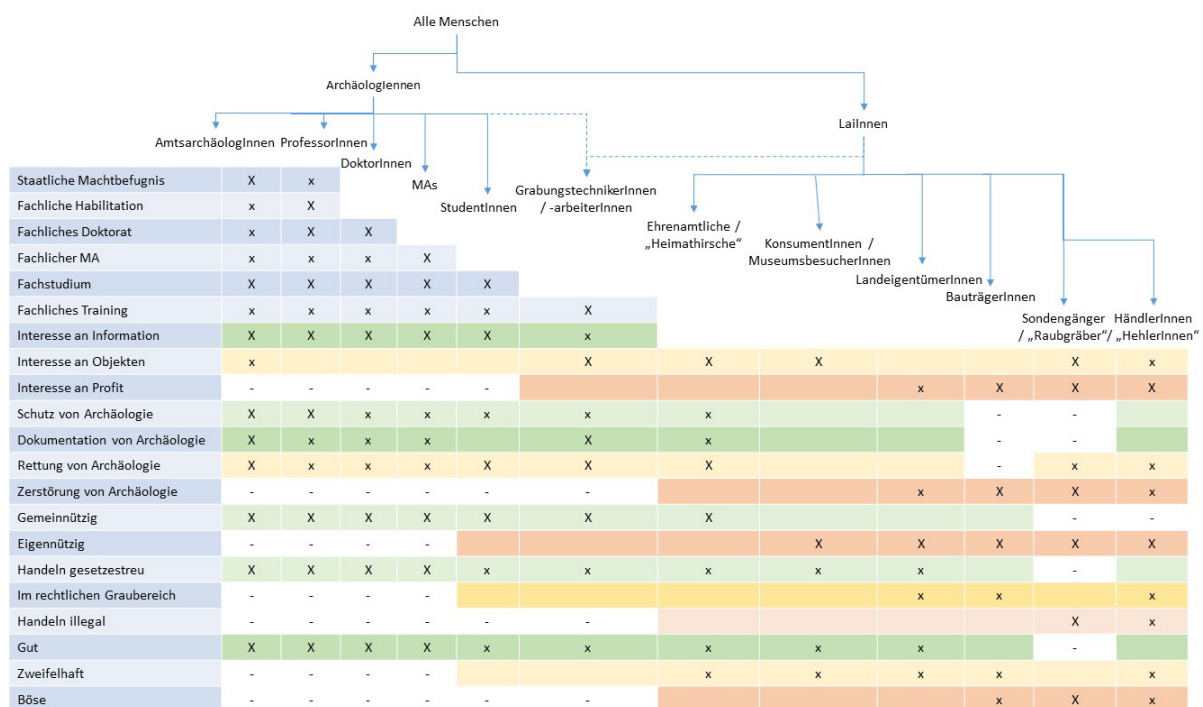 Alle Menschen
ArchäologIennen
LaiInnen
AmtsarchäologInnen ProfessorInnen
DoktorInnen
MAs
StudentInnen
GrabungstechnikerInnen
/ -arbeiterInnen
Ehrenamtliche /
„Heimathirsche“
KonsumentInnen /
MuseumsbesucherInnen
LandeigentümerInnen
BauträgerInnen
Sondengänger HändlerInnen
/ „Raubgräber“/ „HehlerInnen“
Staatliche Machtbefugnis X x
Fachliche Habilitation x X
Fachliches Doktorat x X X
Fachlicher MA x x x X
Fachstudium X X X X X
Fachliches Training x x x x x X
Interesse an Information X X X X X x
Interesse an Objekten x X X X X x
Interesse an Profit - - - - - x X X X
Schutz von Archäologie X X x x x x x - -
Dokumentation von Archäologie X x x x X x - -
Rettung von Archäologie X x x x X X X - x x
Zerstörung von Archäologie - - - - - - x X X x
Gemeinnützig X X X X X X X - -
Eigennützig - - - - X X X X X
Handeln gesetzestreu X X X X x x x x x -
Im rechtlichen Graubereich - - - - x x x
Handeln illegal - - - - - - X x
Gut X X X X x x x x x -
Zweifelhaft - - - - x x x x x
Böse - - - - - - x X x